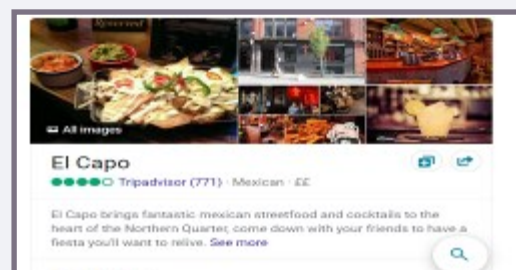 Reserved
All images
El Capo
Tripadvisor (771) · Mexican · ££
El Capo brings fantastic mexican streetfood and cocktails to the
heart of the Northern Quarter, come down with your friends to have a
fiesta you'll want to relive. See more